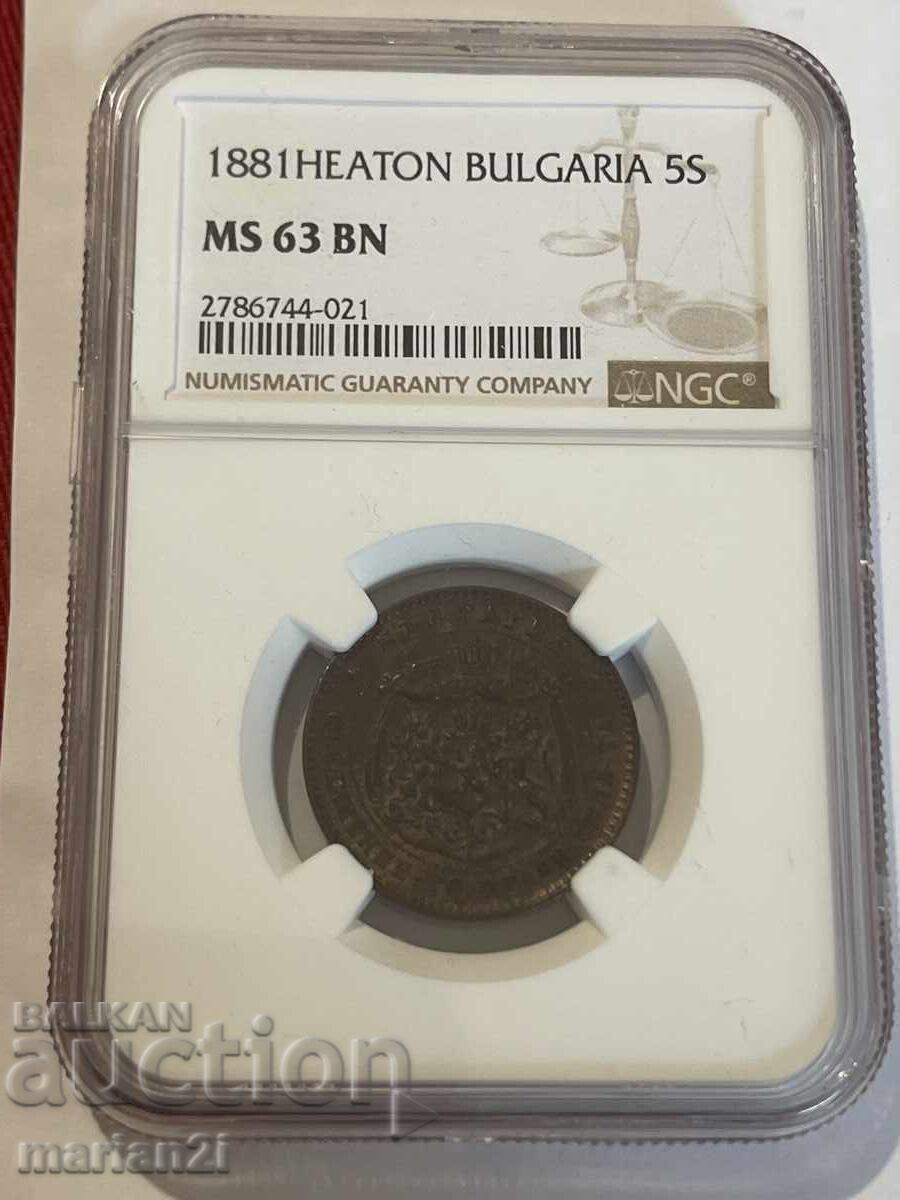 1881HEATON BULGARIA 5S
MS 63 BN
2786744-021
NUMISMATIC GUARANTY COMPANY
NGC®
BALKAN
auction
marian2i